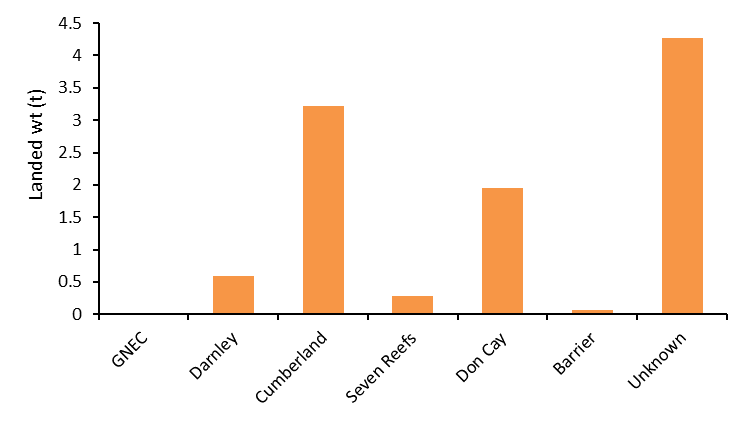 Landed wt (t)
4.5
4
3.5
3
2.5
2
1.5
1
0.5
0
GNEC
Darnley
Cumberland
Seven Reefs
Don Cay
Barrier
Unknown